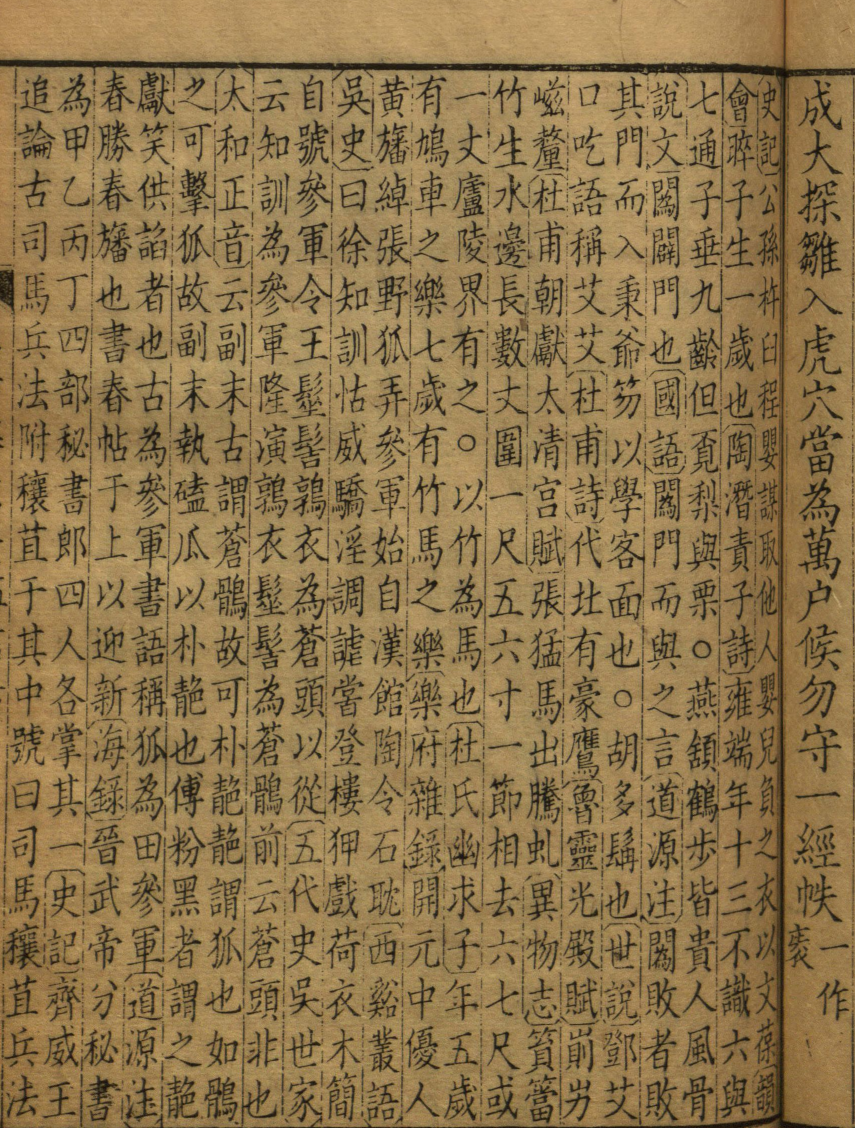 成大探雛入虎穴當為萬户侯勿守一經帙一作袠
史記公孫杵臼程嬰謀取他人嬰兒負之衣以文葆韻
會晬子生一歲也陶潛責子詩雍端年十三不識六與
七通子垂九齡但覓梨與栗○燕頷鶴步皆貴人風骨
說文闊闢門也國語闊門而與之言道源注闊敗者敗
其門而入秉爺笏以學客面也○胡多髯也世說鄧艾
口吃語稱艾艾杜甫詩代北有豪鷹魯靈光殿賦崱屴
嵫釐杜甫朝獻太清宫賦張猛馬出騰虬異物志篔簹
竹生水邊長數丈圍一尺五六寸一節相去六七尺或
一丈廬陵界有之○以竹為馬也杜氏幽求子年五歲
有鳩車之樂七歲有竹馬之樂樂府雜錄開元中優人
黄旛綽張野狐弄參軍始自漢館陶令石耽西谿叢語
吳史曰徐知訓怙威驕淫調謔嘗登樓狎戲荷衣木簡
自號參軍令王髽髻鶉衣為蒼頭以從五代史吳世家
云知訓為參軍隆演鶉衣髽髻為蒼鶻前云蒼頭非也
太和正音云副末古謂蒼鶻故可朴靘靘謂狐也如鶻
之可擊狐故副末執磕瓜以朴靘也傅粉黑者謂之靘
獻笑供諂者也古為參軍書語稱狐為田參軍道源注
春勝春旛也書春帖于上以迎新海錄晉武帝分秘書
為甲乙丙丁四部秘書郎四人各掌其一史記齊威王
追論古司馬兵法附穰苴于其中號曰司馬穰苴兵法